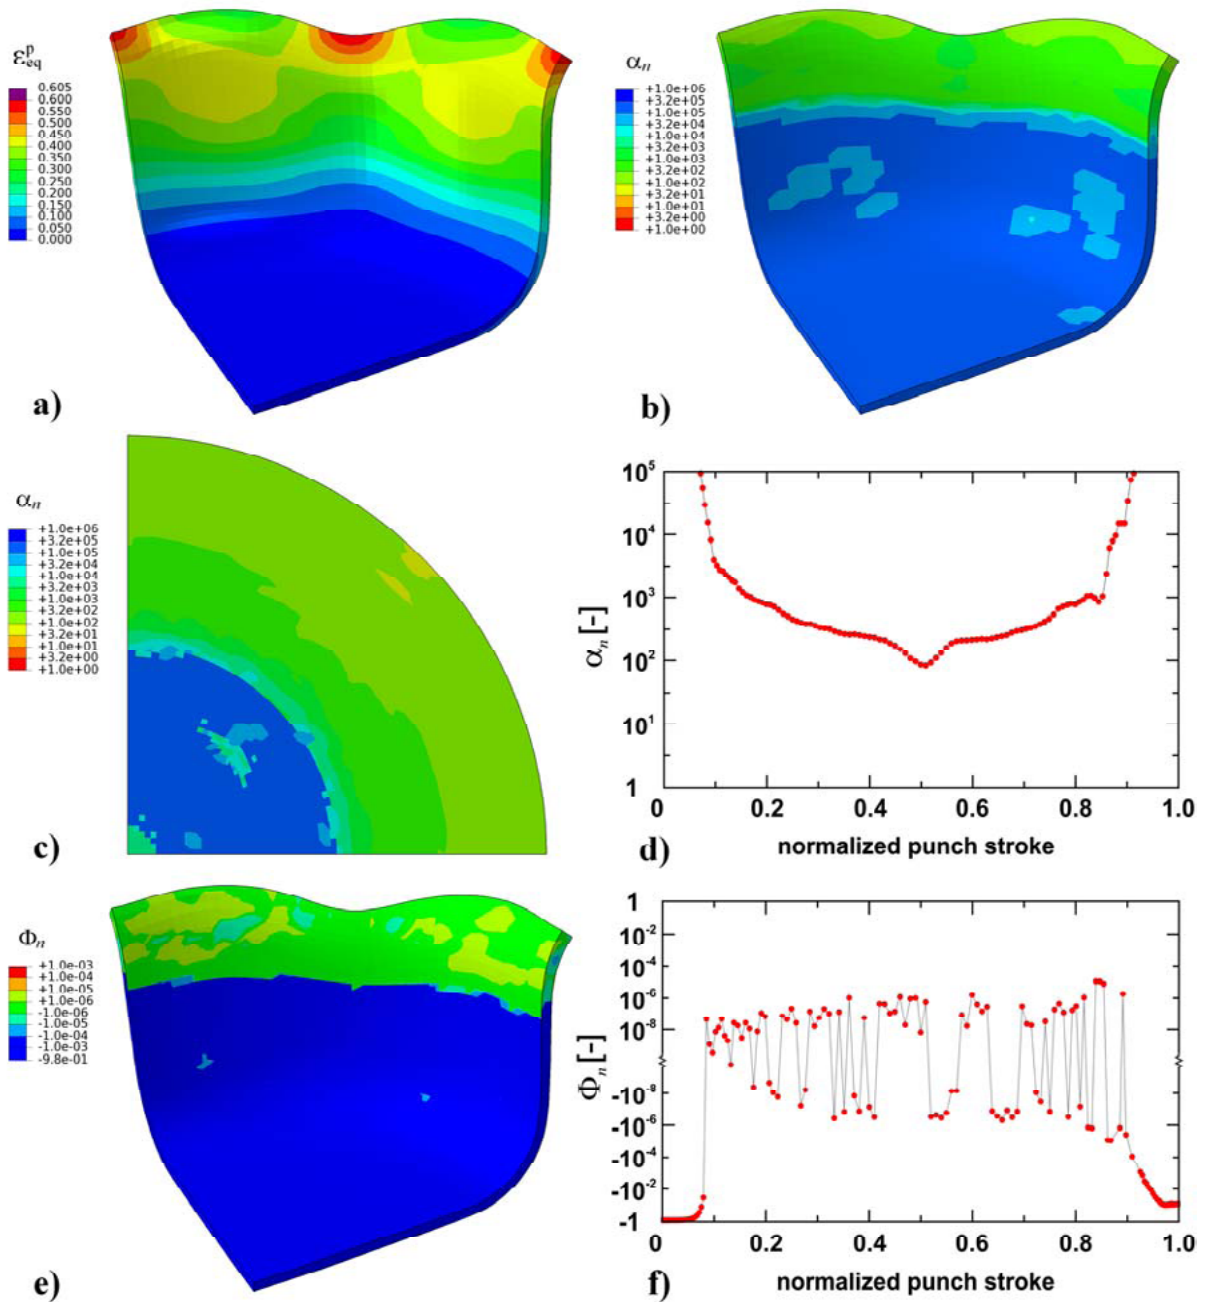 ε^p_eq
0.605
0.600
0.550
0.500
0.450
0.400
0.350
0.300
0.250
0.200
0.150
0.100
0.050
0.000
a)
α_n
+1.0e+06
+3.2e+05
+1.0e+05
+3.2e+04
+1.0e+04
+3.2e+03
+1.0e+03
+3.2e+02
+1.0e+02
+3.2e+01
+1.0e+01
+3.2e+00
+1.0e+00
b)
α_n
+1.0e+06
+3.2e+05
+1.0e+05
+3.2e+04
+1.0e+04
+3.2e+03
+1.0e+03
+3.2e+02
+1.0e+02
+3.2e+01
+1.0e+01
+3.2e+00
+1.0e+00
c)
α_n [-]
10^5
10^4
10^3
10^2
10^1
1
0 0.2 0.4 0.6 0.8 1.0
normalized punch stroke
d)
Φ_n
+1.0e-03
+1.0e-04
+1.0e-05
+1.0e-06
-1.0e-06
-1.0e-05
-1.0e-04
-1.0e-03
-9.8e-01
e)
Φ_n [-]
1
10^-2
10^-4
10^-6
10^-8
-10^-8
-10^-6
-10^-4
-10^-2
-1
0 0.2 0.4 0.6 0.8 1.0
normalized punch stroke
f)